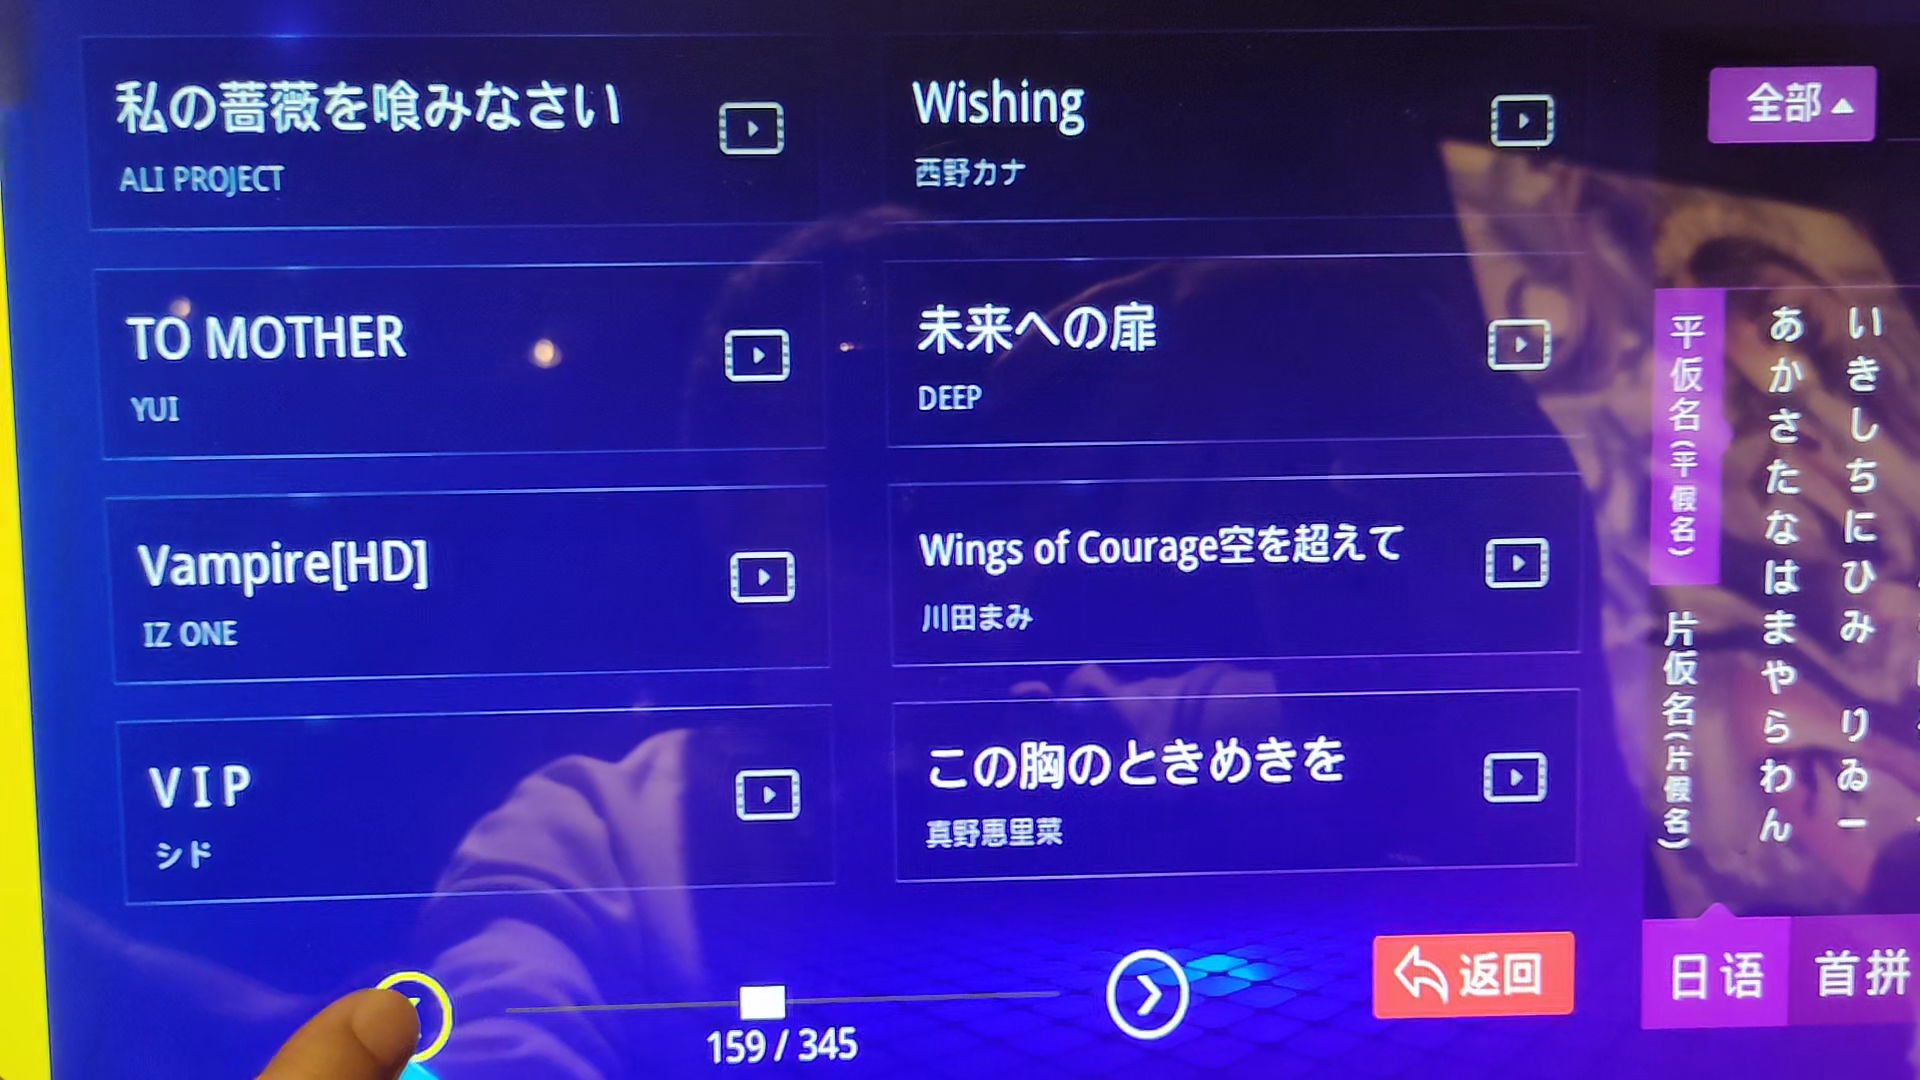 私の薔薇を喰みなさい
ALI PROJECT
Wishing
西野カナ
TO MOTHER
YUI
未来への扉
DEEP
Vampire[HD]
IZ ONE
Wings of Courage空を超えて
川田まみ
V I P
シド
この胸のときめきを
真野恵里菜
159 / 345
返回
全部
平仮名(平假名)
片仮名(片假名)
あかさたなはまやらわん
いきしちにひみ りゐー
日语
首拼